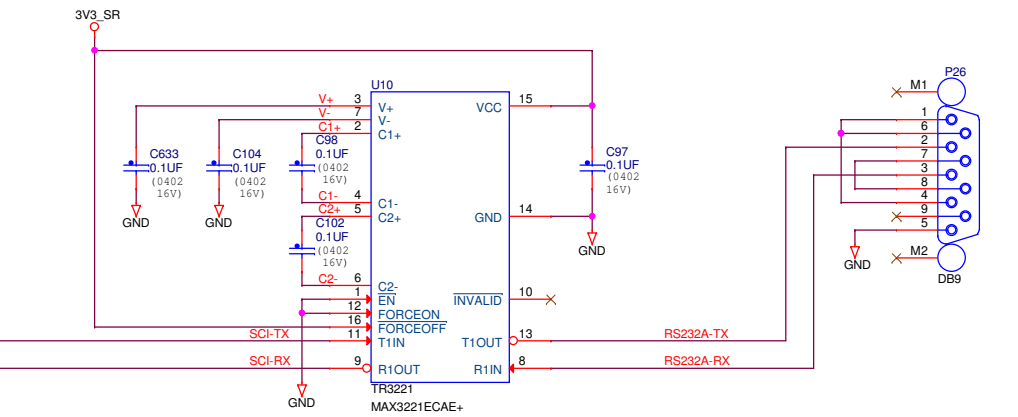 3V3_SR
U10
P26
V+ 3 V+ VCC 15
V- 7 V-
C1+ 2 C1+
M1
C633
0.1UF
(0402
16V)
GND
C104
0.1UF
(0402
16V)
GND
C98
0.1UF
(0402
16V)
C1- 4 C1-
C2+ 5 C2+ GND 14
C102
0.1UF
(0402
16V)
C2- 6 C2-
1 EN INVALID 10
12 FORCEON
16 FORCEOFF
SCI-TX 11 T1IN T1OUT 13 RS232A-TX
SCI-RX 9 R1OUT R1IN 8 RS232A-RX
GND
TR3221
MAX3221ECAE+
C97
0.1UF
(0402
16V)
GND
1
6
2
7
3
8
4
9
5
GND
M2
DB9